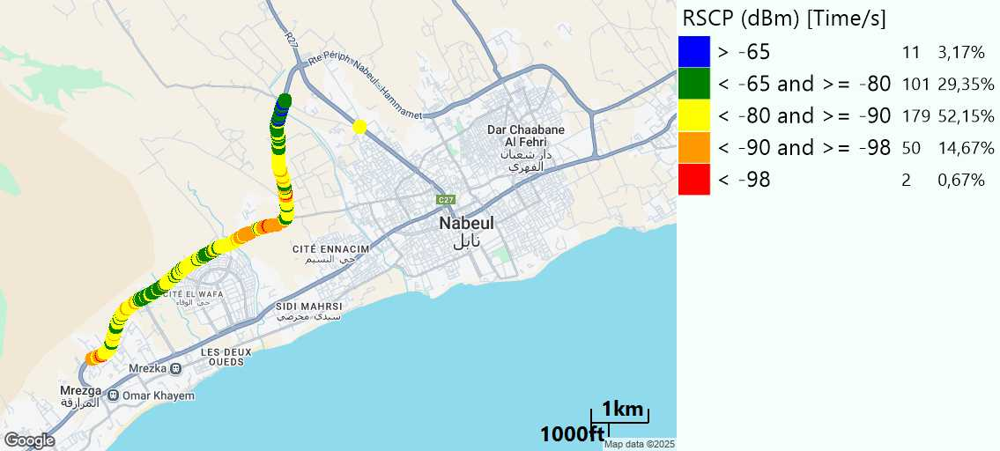 R27
Rte Périph. Nabeul - Hammamet
R27
Dar Chaabane
Al Fehri
دار شعبان
الفهري
C27
Nabeul
نابل
CITÉ ENNACIM
حي النسيم
CITÉ EL WAFA
حي الوفاء
SIDI MAHRSI
سيدي محرصي
LES DEUX
OUEDS
Mrezka
Mrezga
المرازقة
Omar Khayem
1km
1000ft
Google
Map data ©2025
RSCP (dBm) [Time/s]
> -65 11 3,17%
< -65 and >= -80 101 29,35%
< -80 and >= -90 179 52,15%
< -90 and >= -98 50 14,67%
< -98 2 0,67%